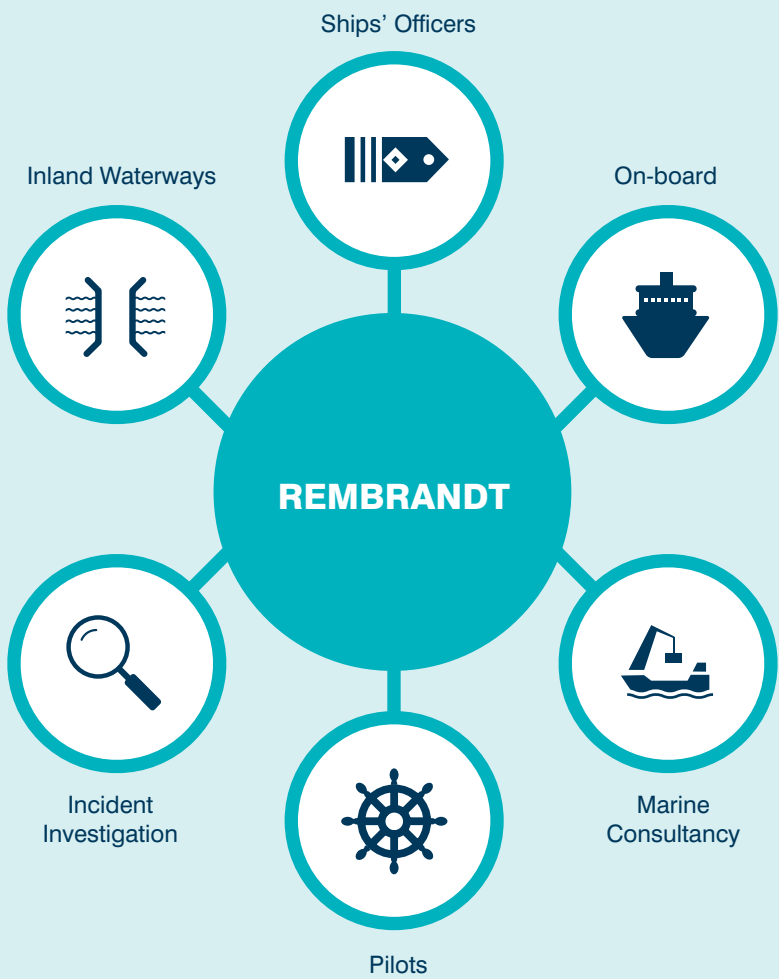 Ships' Officers
Inland Waterways
On-board
REMBRANDT
Incident
Investigation
Marine
Consultancy
Pilots